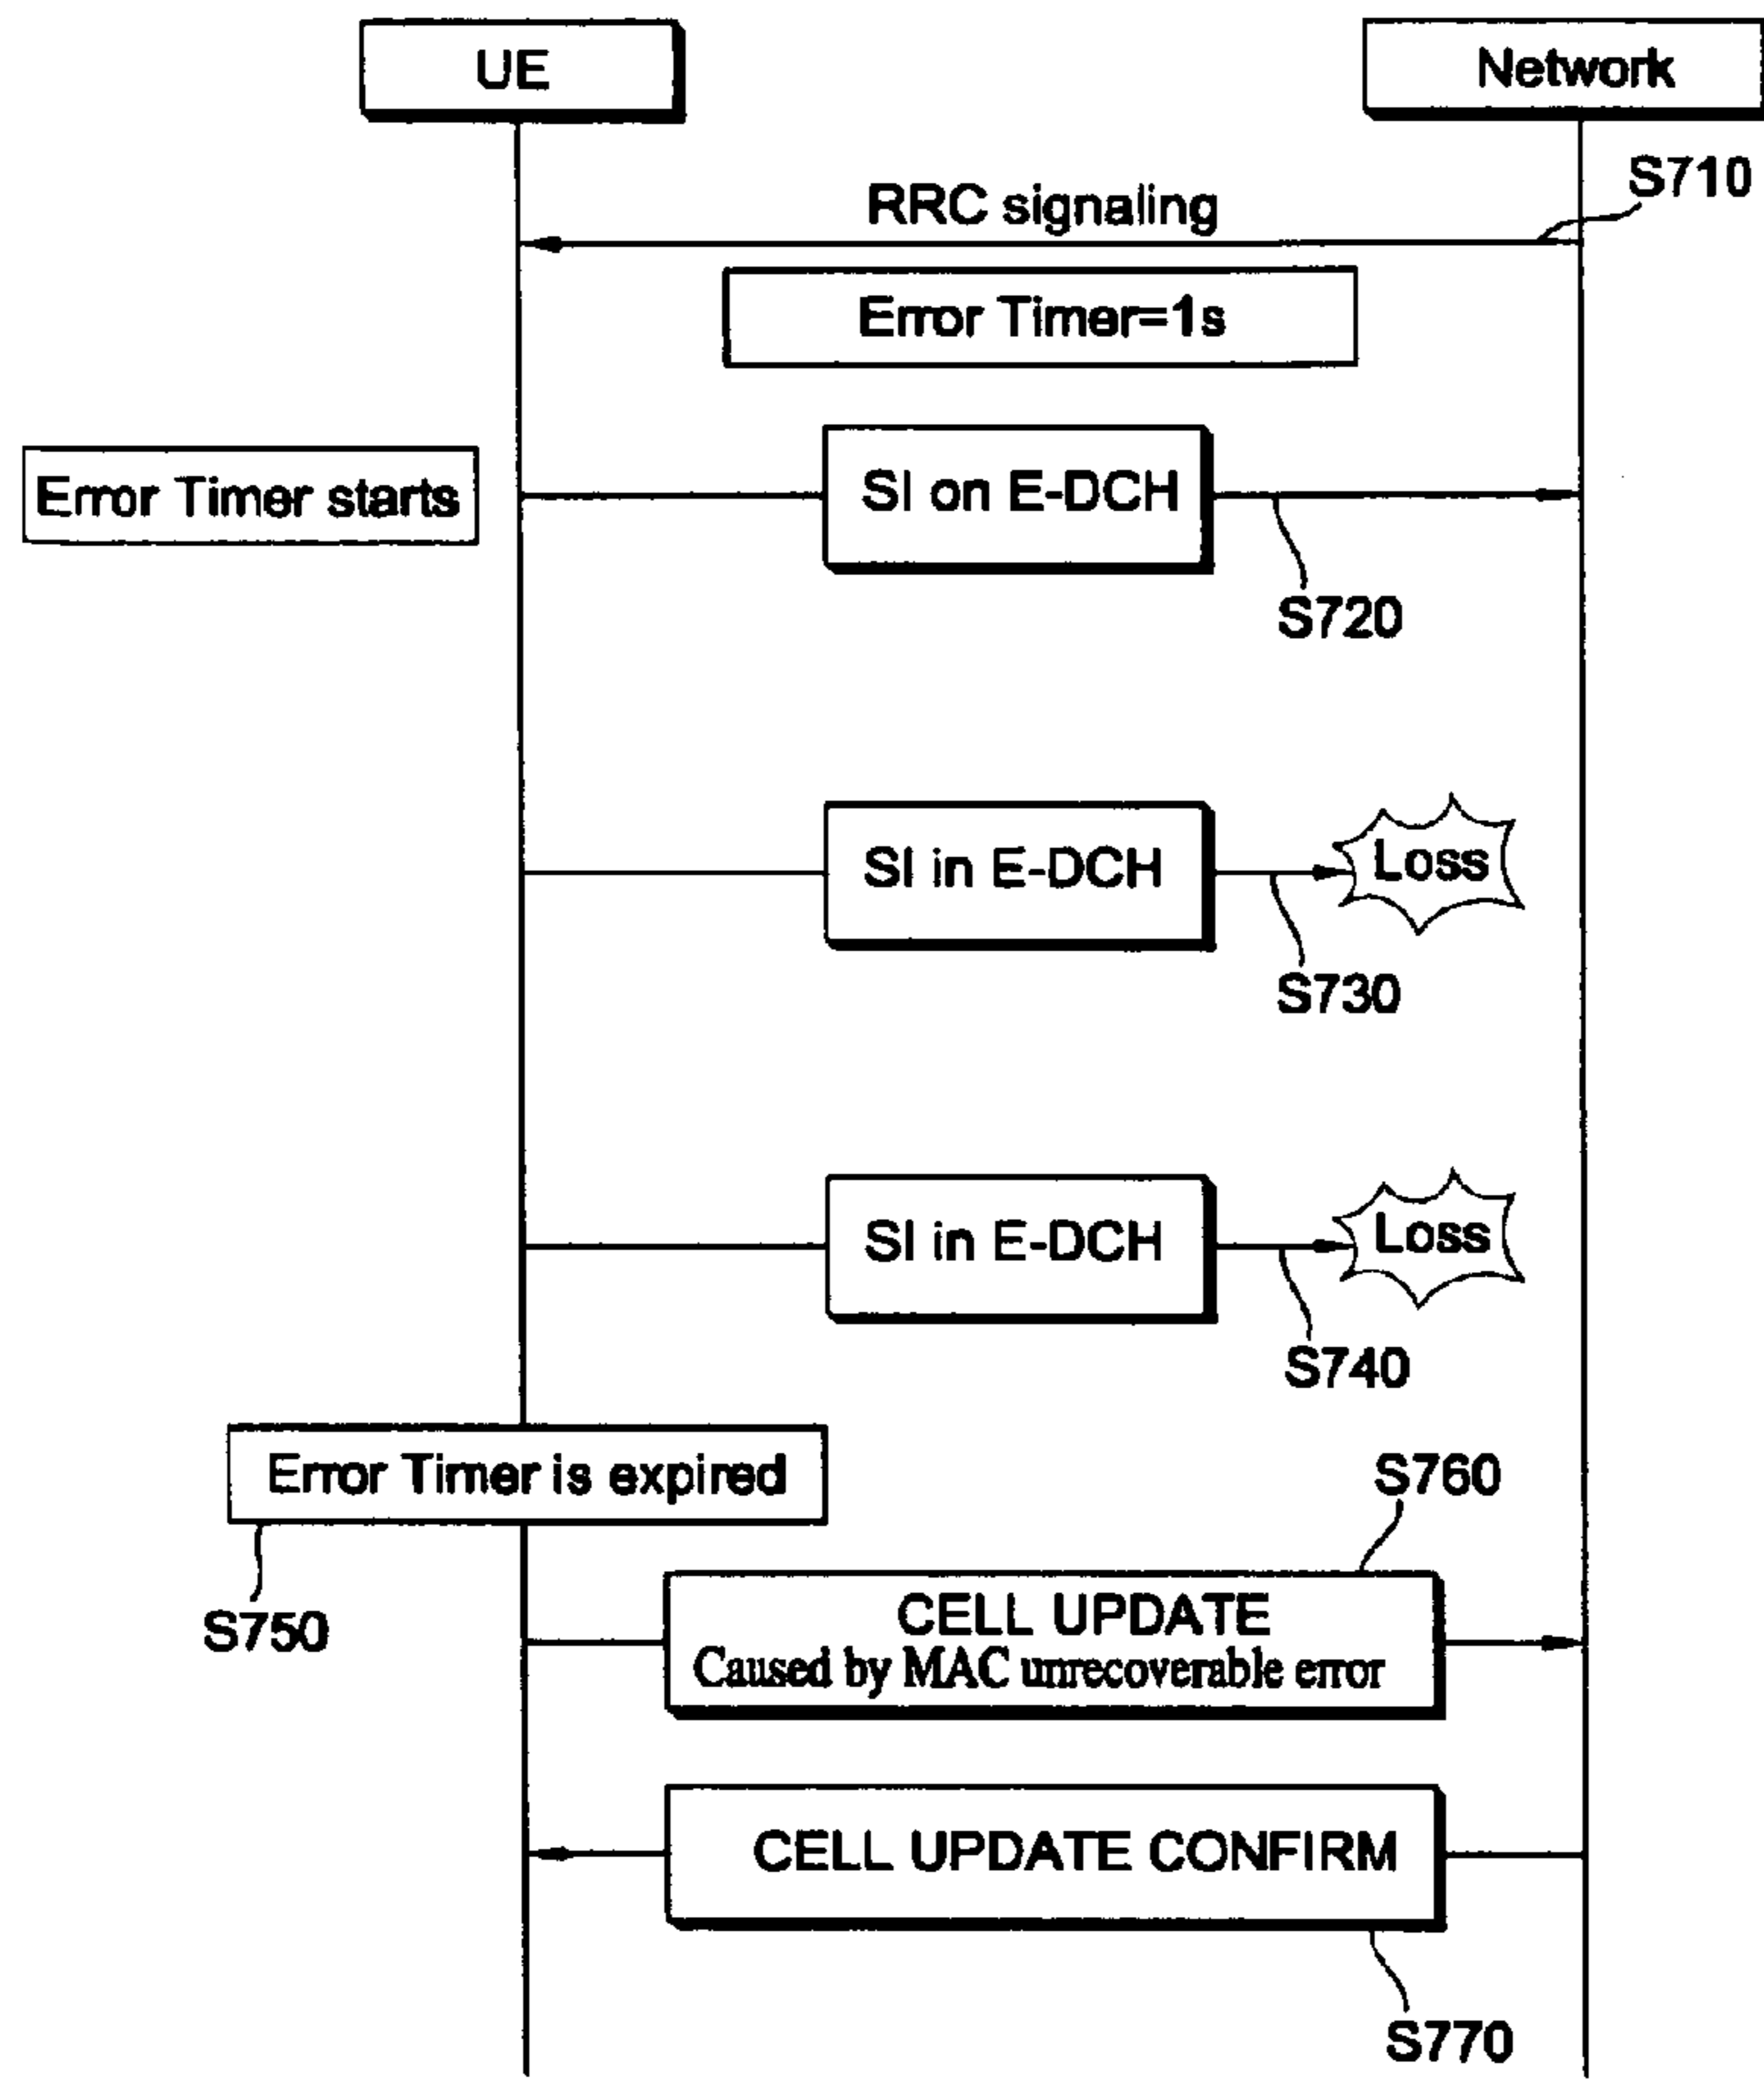 UE
Network
S710
RRC signaling
Error Timer=1s
Error Timer starts
SI on E-DCH
S720
SI in E-DCH
Loss
S730
SI in E-DCH
Loss
S740
Error Timer is expired
S760
S750
CELL UPDATE
Caused by MAC unrecoverable error
CELL UPDATE CONFIRM
S770